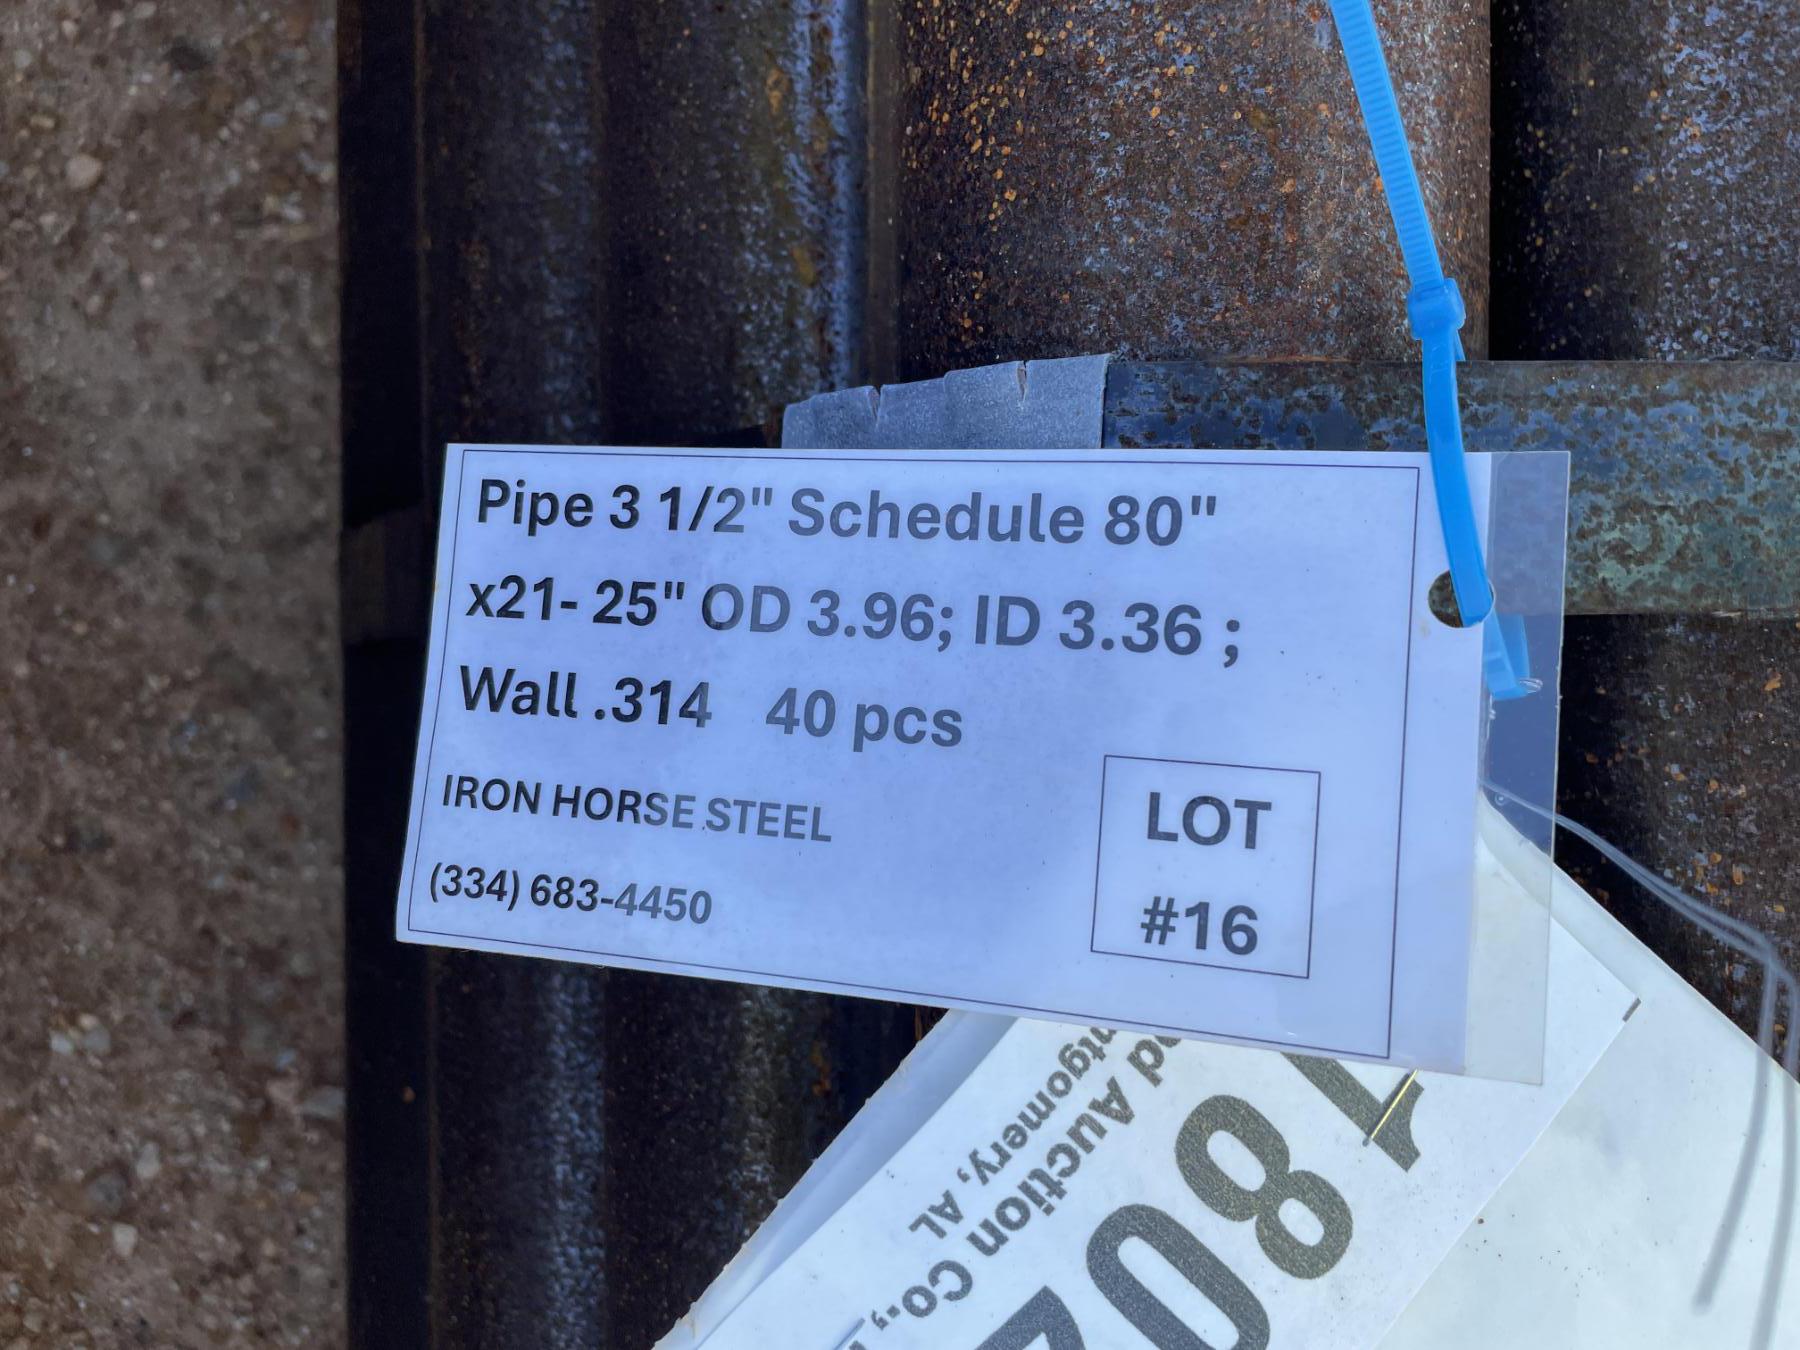 Pipe 3 1/2" Schedule 80"
x21- 25" OD 3.96; ID 3.36 ;
Wall .314 40 pcs
IRON HORSE STEEL
(334) 683-4450
LOT
#16
Auction Co.,
AL
180